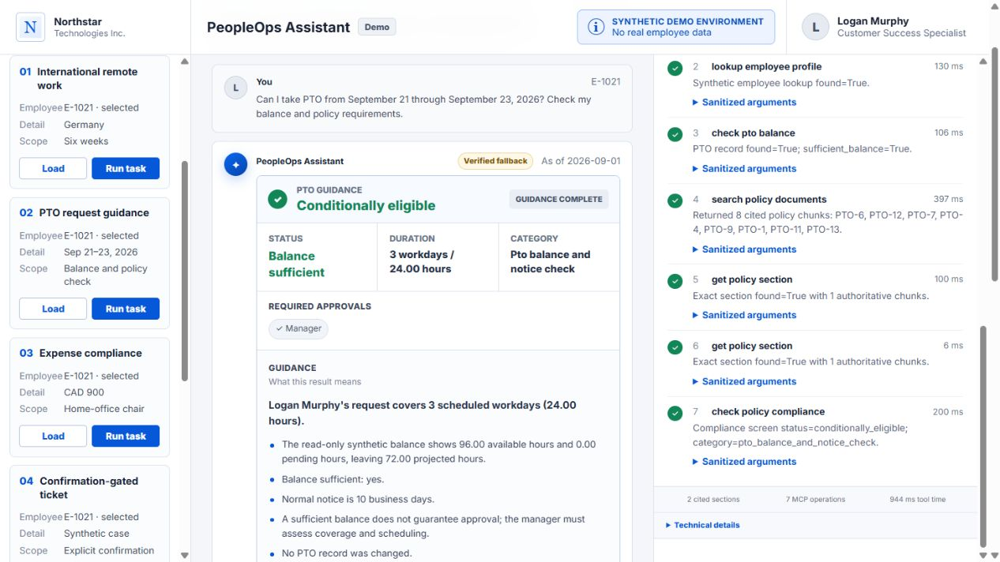 N
Northstar
Technologies Inc.
PeopleOps Assistant
Demo
i
SYNTHETIC DEMO ENVIRONMENT
No real employee data
L
Logan Murphy
Customer Success Specialist
01 International remote
work
Employee E-1021 · selected
Detail Germany
Scope Six weeks
Load
Run task
02 PTO request guidance
Employee E-1021 · selected
Detail Sep 21–23, 2026
Scope Balance and policy
check
Load
Run task
03 Expense compliance
Employee E-1021 · selected
Detail CAD 900
Scope Home-office chair
Load
Run task
04 Confirmation-gated
ticket
Employee E-1021 · selected
Detail Synthetic case
Scope Explicit confirmation
L
You
E-1021
Can I take PTO from September 21 through September 23, 2026? Check my
balance and policy requirements.
PeopleOps Assistant
Verified fallback
As of 2026-09-01
PTO GUIDANCE
Conditionally eligible
GUIDANCE COMPLETE
STATUS
Balance
sufficient
DURATION
3 workdays /
24.00 hours
CATEGORY
Pto balance and
notice check
REQUIRED APPROVALS
✓ Manager
GUIDANCE
What this result means
Logan Murphy's request covers 3 scheduled workdays (24.00
hours).
• The read-only synthetic balance shows 96.00 available hours and 0.00
pending hours, leaving 72.00 projected hours.
• Balance sufficient: yes.
• Normal notice is 10 business days.
• A sufficient balance does not guarantee approval; the manager must
assess coverage and scheduling.
• No PTO record was changed.
2 lookup employee profile 130 ms
Synthetic employee lookup found=True.
Sanitized arguments
3 check pto balance 106 ms
PTO record found=True; sufficient_balance=True.
Sanitized arguments
4 search policy documents 397 ms
Returned 8 cited policy chunks: PTO-6, PTO-12, PTO-7, PTO-
4, PTO-9, PTO-1, PTO-11, PTO-13.
Sanitized arguments
5 get policy section 100 ms
Exact section found=True with 1 authoritative chunks.
Sanitized arguments
6 get policy section 6 ms
Exact section found=True with 1 authoritative chunks.
Sanitized arguments
7 check policy compliance 200 ms
Compliance screen status=conditionally_eligible;
category=pto_balance_and_notice_check.
Sanitized arguments
2 cited sections
7 MCP operations
944 ms tool time
Technical details